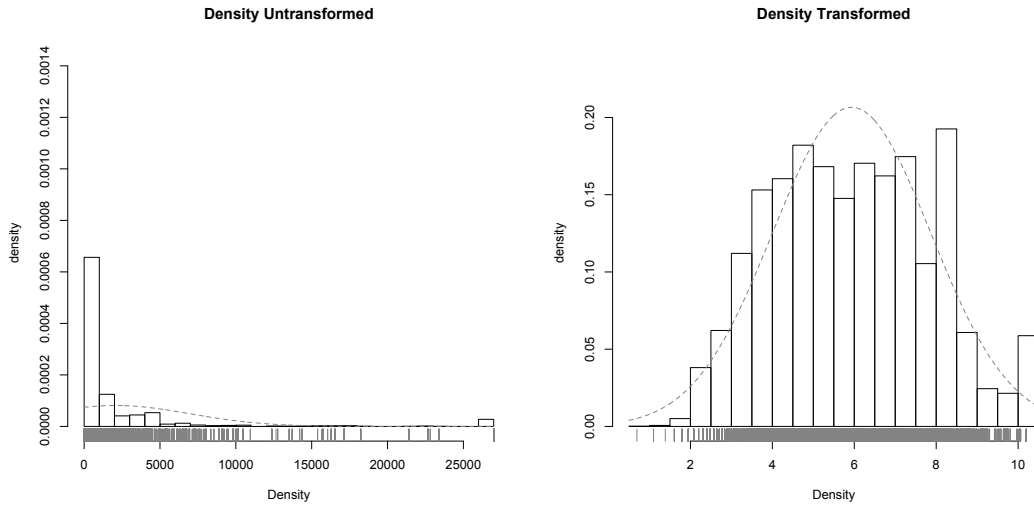 Density Untransformed
density
0.0000
0.0002
0.0004
0.0006
0.0008
0.0010
0.0012
0.0014
0 5000 10000 15000 20000 25000
Density
Density Transformed
density
0.00
0.05
0.10
0.15
0.20
2 4 6 8 10
Density